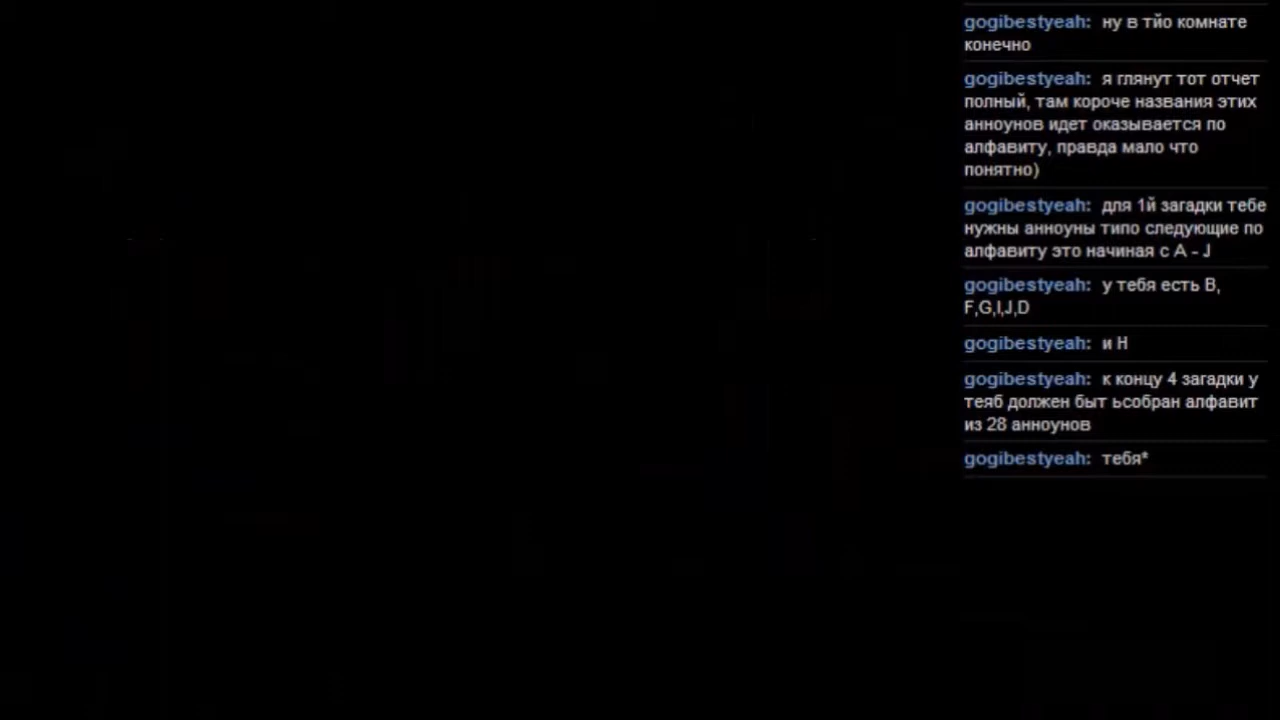 gogibestyeah: ну в тйо комнате
конечно
gogibestyeah: я глянут тот отчет
полный, там короче названия этих
анноунов идет оказывается по
алфавиту, правда мало что
понятно)
gogibestyeah: для 1й загадки тебе
нужны анноуны типо следующие по
алфавиту это начиная с A - J
gogibestyeah: у тебя есть B,
F,G,I,J,D
gogibestyeah: и H
gogibestyeah: к концу 4 загадки у
теяб должен быт ьсобран алфавит
из 28 анноунов
gogibestyeah: тебя*